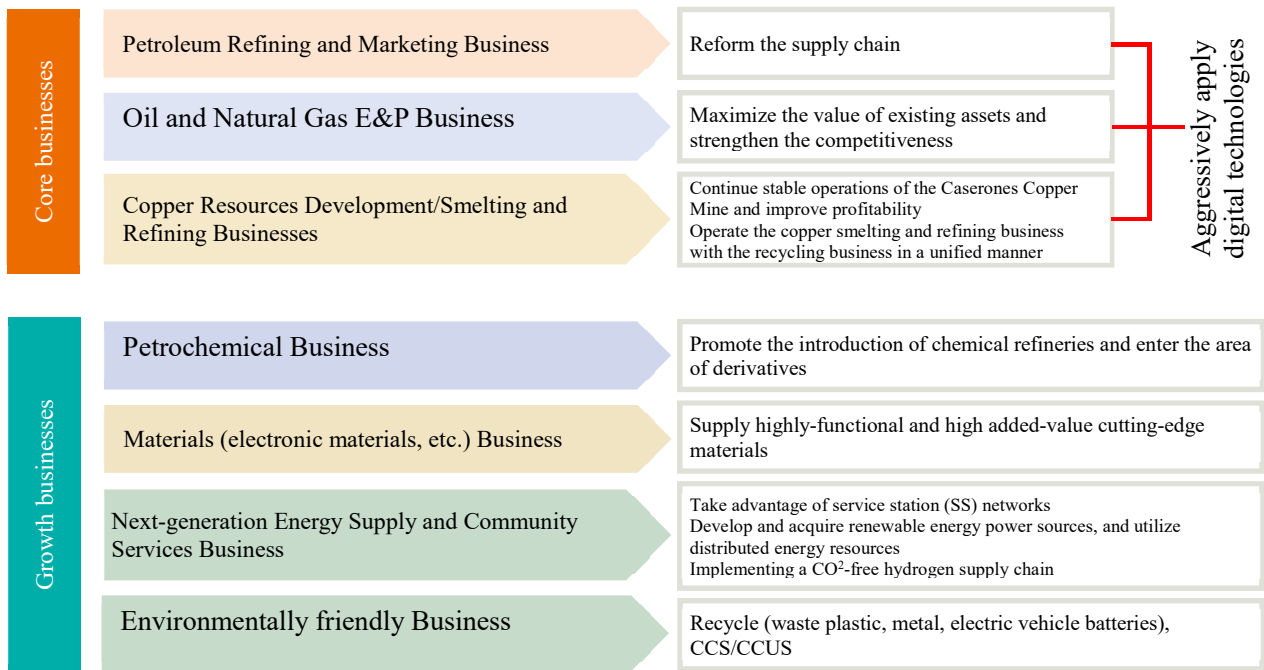 Core businesses
Petroleum Refining and Marketing Business
Reform the supply chain
Oil and Natural Gas E&P Business
Maximize the value of existing assets and
strengthen the competitiveness
Copper Resources Development/Smelting and
Refining Businesses
Continue stable operations of the Caserones Copper
Mine and improve profitability
Operate the copper smelting and refining business
with the recycling business in a unified manner
Aggressively apply
digital technologies
Growth businesses
Petrochemical Business
Promote the introduction of chemical refineries and enter the area
of derivatives
Materials (electronic materials, etc.) Business
Supply highly-functional and high added-value cutting-edge
materials
Next-generation Energy Supply and Community
Services Business
Take advantage of service station (SS) networks
Develop and acquire renewable energy power sources, and utilize
distributed energy resources
Implementing a CO²-free hydrogen supply chain
Environmentally friendly Business
Recycle (waste plastic, metal, electric vehicle batteries),
CCS/CCUS